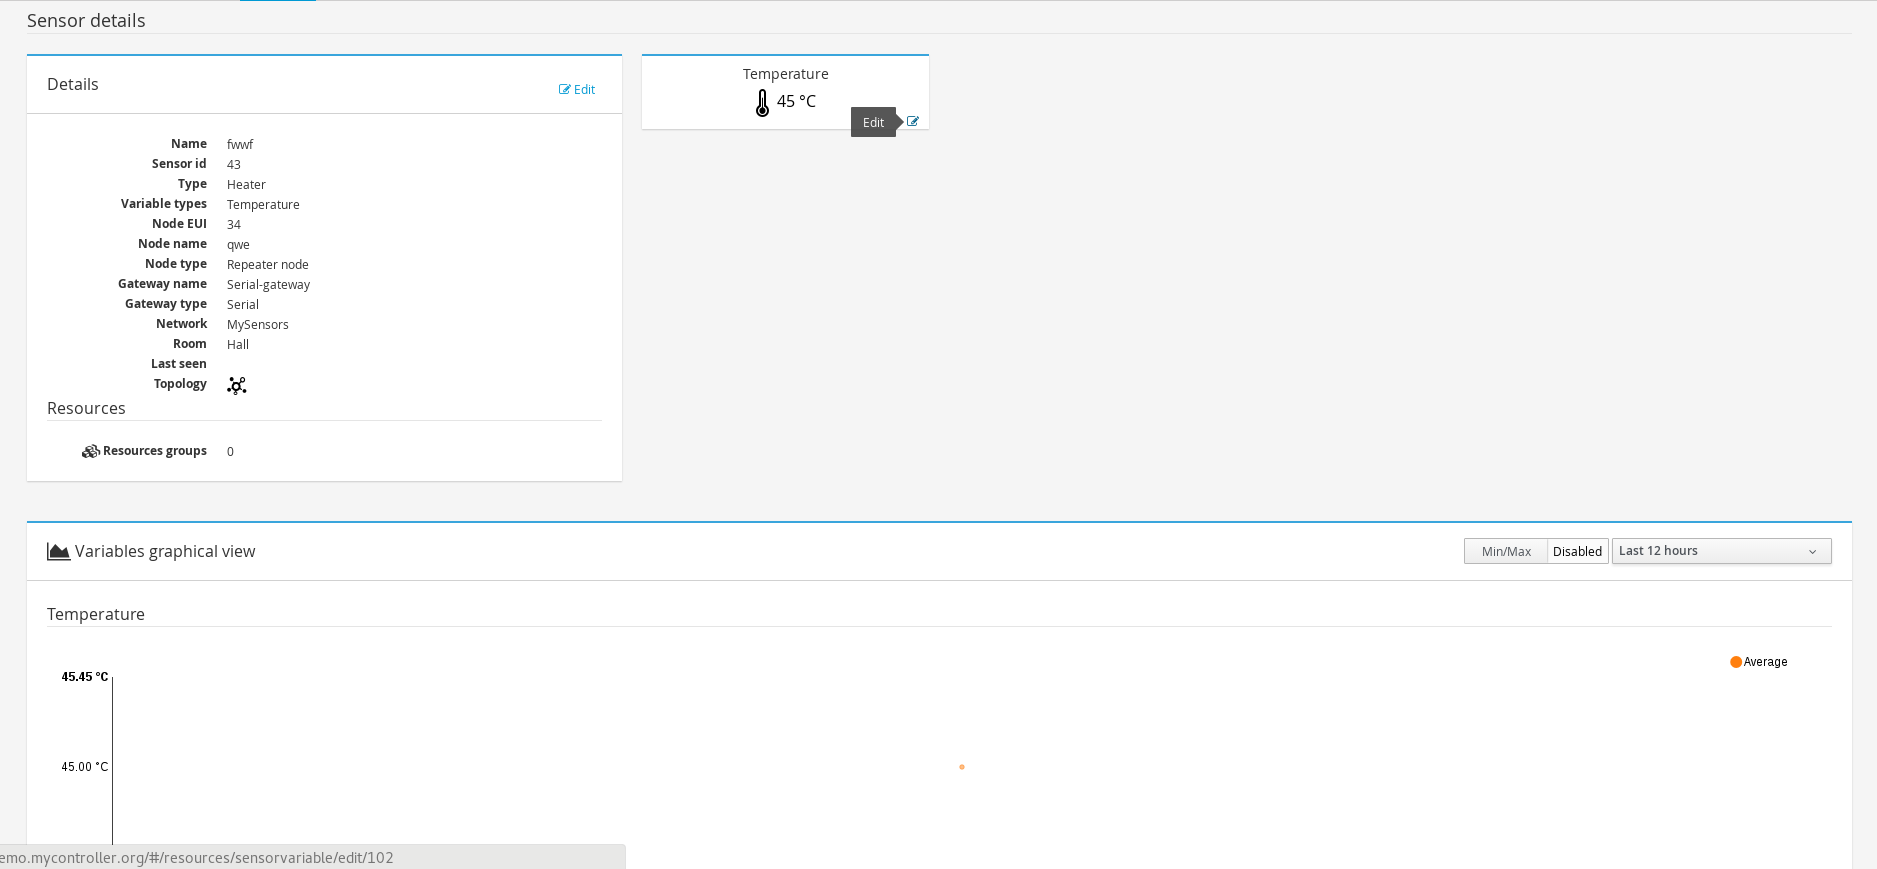 Sensor details
Details
Edit
Name fwwf
Sensor id 43
Type Heater
Variable types Temperature
Node EUI 34
Node name qwe
Node type Repeater node
Gateway name Serial-gateway
Gateway type Serial
Network MySensors
Room Hall
Last seen
Topology
Resources
Resources groups 0
Temperature
45 °C
Edit
Variables graphical view
Min/Max Disabled Last 12 hours
Temperature
Average
45.45 °C
45.00 °C
emo.mycontroller.org/#/resources/sensorvariable/edit/102